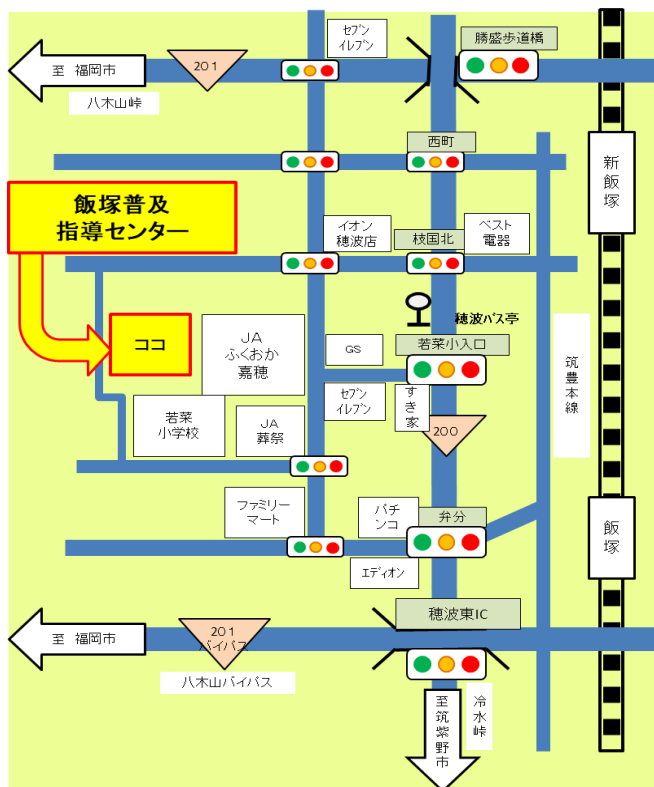 セブン
イレブン
勝盛歩道橋
至 福岡市
201
八木山峠
西町
新飯塚
飯塚普及
指導センター
イオン
穂波店
枝国北
ベスト
電器
穂波バス亭
ココ
JA
ふくおか
嘉穂
GS
若菜小入口
筑豊本線
セブン
イレブン
すき家
若菜
小学校
JA
葬祭
200
ファミリー
マート
パチ
ンコ
弁分
飯塚
エディオン
穂波東IC
至 福岡市
201
バイパス
八木山バイパス
至筑紫野市
冷水峠